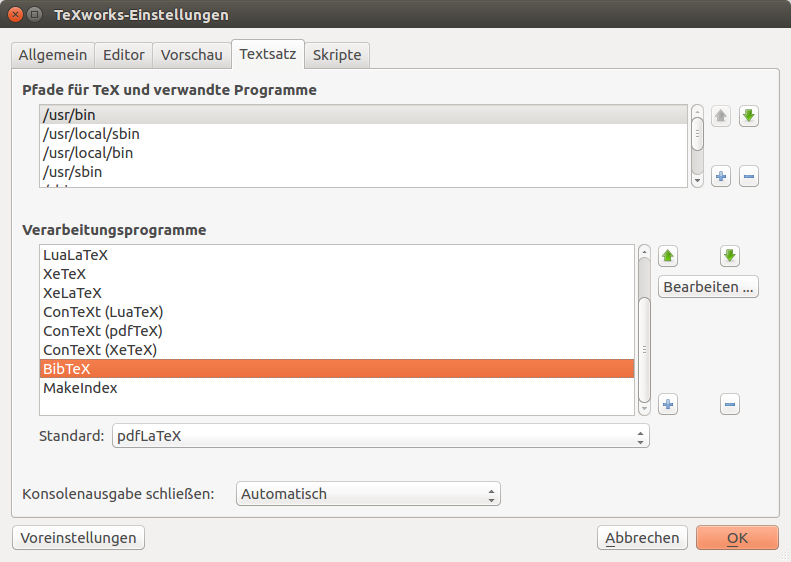 TeXworks-Einstellungen
Allgemein Editor Vorschau Textsatz Skripte
Pfade für TeX und verwandte Programme
/usr/bin
/usr/local/sbin
/usr/local/bin
/usr/sbin
Verarbeitungsprogramme
LuaLaTeX
XeTeX
XeLaTeX
ConTeXt (LuaTeX)
ConTeXt (pdfTeX)
ConTeXt (XeTeX)
BibTeX
MakeIndex
Bearbeiten ...
Standard: pdfLaTeX
Konsolenausgabe schließen: Automatisch
Voreinstellungen Abbrechen OK